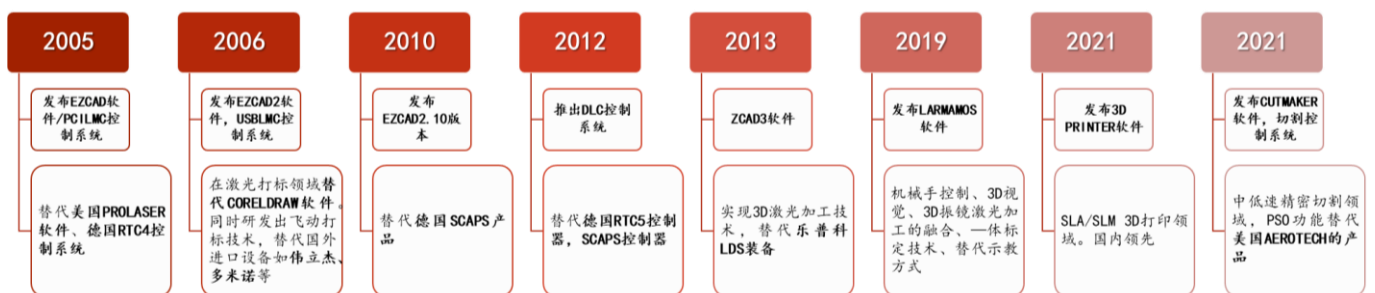 2005
发布EZCAD软
件/PCILMC控
制系统
替代美国PROLASER
软件、德国RTC4控
制系统
2006
发布EZCAD2软
件, USBLMC控
制系统
在激光打标领域替
代CORELDRAW软件。
同时研发出飞动打
标技术，替代国外
进口设备如伟立杰、
多米诺等
2010
发布
EZCAD2.10版
本
替代德国SCAPS产
品
2012
推出DLC控制
系统
替代德国RTC5控制
器，SCAPS控制器
2013
ZCAD3软件
实现3D激光加工技
术，替代乐普科
LDS装备
2019
发布LARMAMOS
软件
机械手控制、3D视
觉、3D振镜激光加
工的融合、一体标
定技术、替代示教
方式
2021
发布3D
PRINTER软件
SLA/SLM 3D打印领
域。国内领先
2021
发布CUTMAKER
软件，切割控
制系统
中低速精密切割领
域，PSO功能替代
美国AEROTECH的产
品